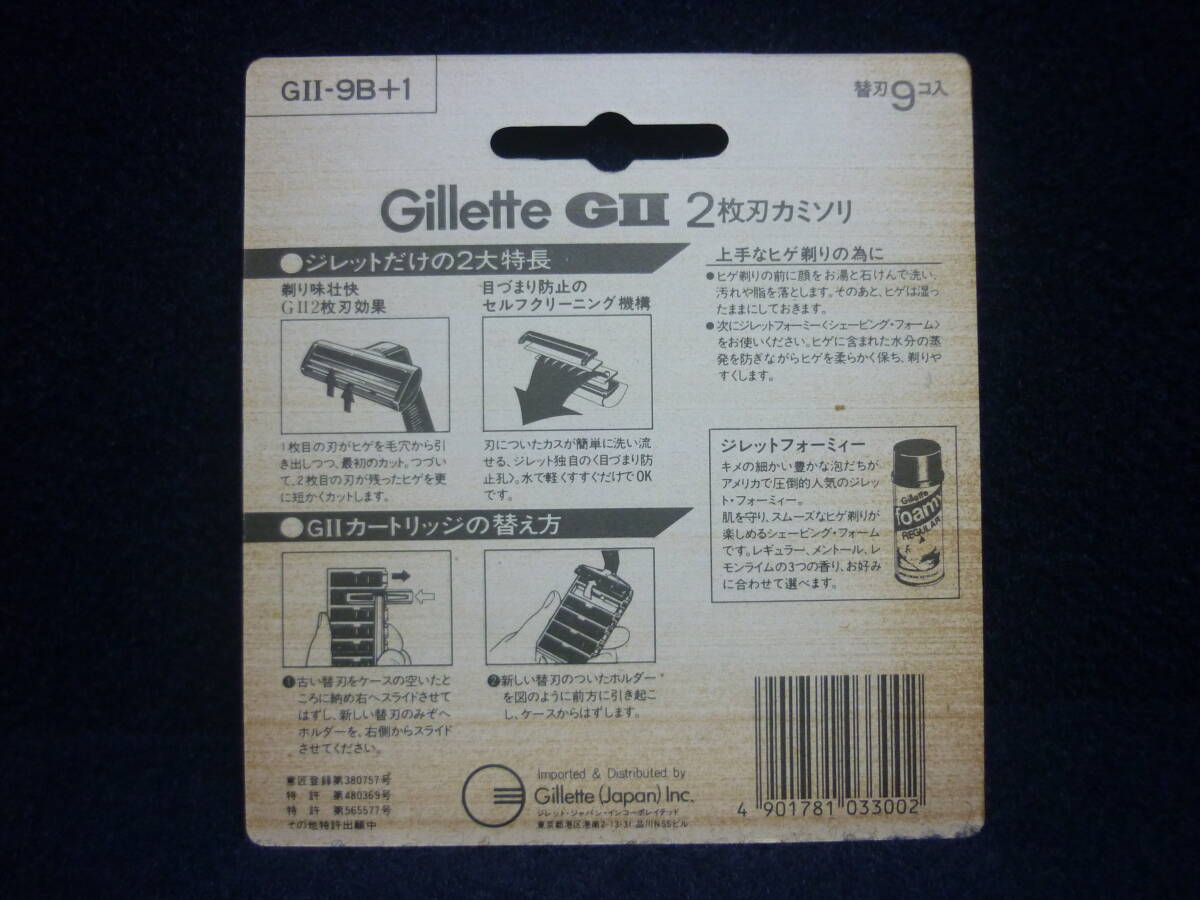 GII-9B+1
替刃9コ入
Gillette GII 2枚刃カミソリ
●ジレットだけの2大特長
剃り味壮快
GII2枚刃効果
1枚目の刃がヒゲを毛穴から引
き出しつつ、最初のカット。つづい
て、2枚目の刃が残ったヒゲを更
に短かくカットします。
目づまり防止の
セルフクリーニング機構
刃についたカスが簡単に洗い流
せる、ジレット独自の〈目づまり防
止孔〉。水で軽くすすぐだけでOK
です。
●GIIカートリッジの替え方
❶古い替刃をケースの空いたと
ころに納め右へスライドさせて
はずし、新しい替刃のみぞへ
ホルダーを、右側からスライド
させてください。
❷新しい替刃のついたホルダー
を図のように前方に引き起こ
し、ケースからはずします。
上手なヒゲ剃りの為に
●ヒゲ剃りの前に顔をお湯と石けんで洗い、
汚れや脂を落とします。そのあと、ヒゲは湿っ
たままにしておきます。
●次にジレットフォーミー〈シェービング・フォーム〉
をお使いください。ヒゲに含まれた水分の蒸
発を防ぎながらヒゲを柔らかく保ち、剃りや
すくします。
ジレットフォーミィー
キメの細かい豊かな泡だちが
アメリカで圧倒的人気のジレッ
ト・フォーミィー。
肌を守り、スムーズなヒゲ剃りが
楽しめるシェービング・フォーム
です。レギュラー、メントール、レ
モンライムの3つの香り、お好み
に合わせて選べます。
Gillette
foamy
REGULAR
意匠登録第380757号
特許 第480369号
特許 第565577号
その他特許出願中
Imported & Distributed by
Gillette (Japan) Inc.
ジレット・ジャパン・インコーポレイテッド
東京都港区港南2-13-31 品川NSSビル
4 901781 033002